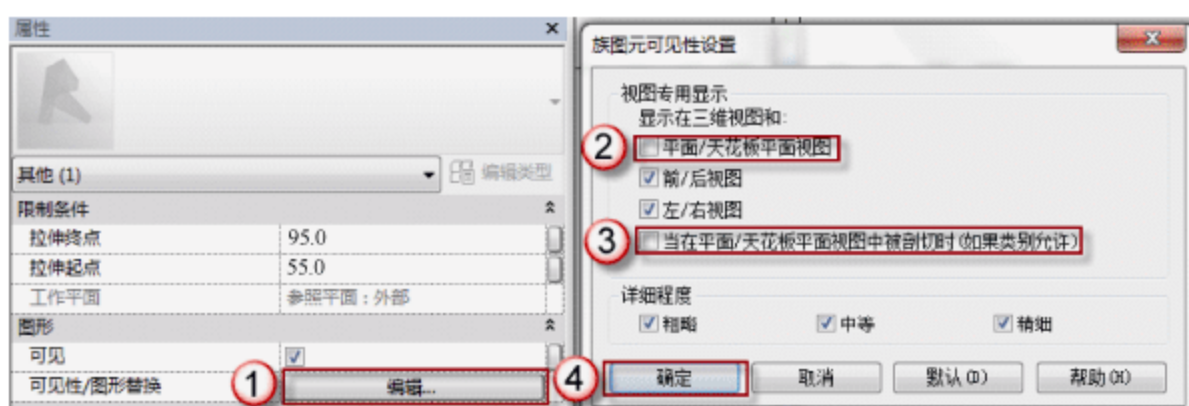 属性
其他 (1)
编辑类型
限制条件
拉伸终点 95.0
拉伸起点 55.0
工作平面 参照平面：外部
图形
可见
可见性/图形替换 ① 编辑...
族图元可见性设置
视图专用显示
显示在三维视图和:
② 平面/天花板平面视图
前/后视图
左/右视图
③ 当在平面/天花板平面视图中被剖切时(如果类别允许)
详细程度
粗略 中等 精细
④ 确定 取消 默认(D) 帮助(H)